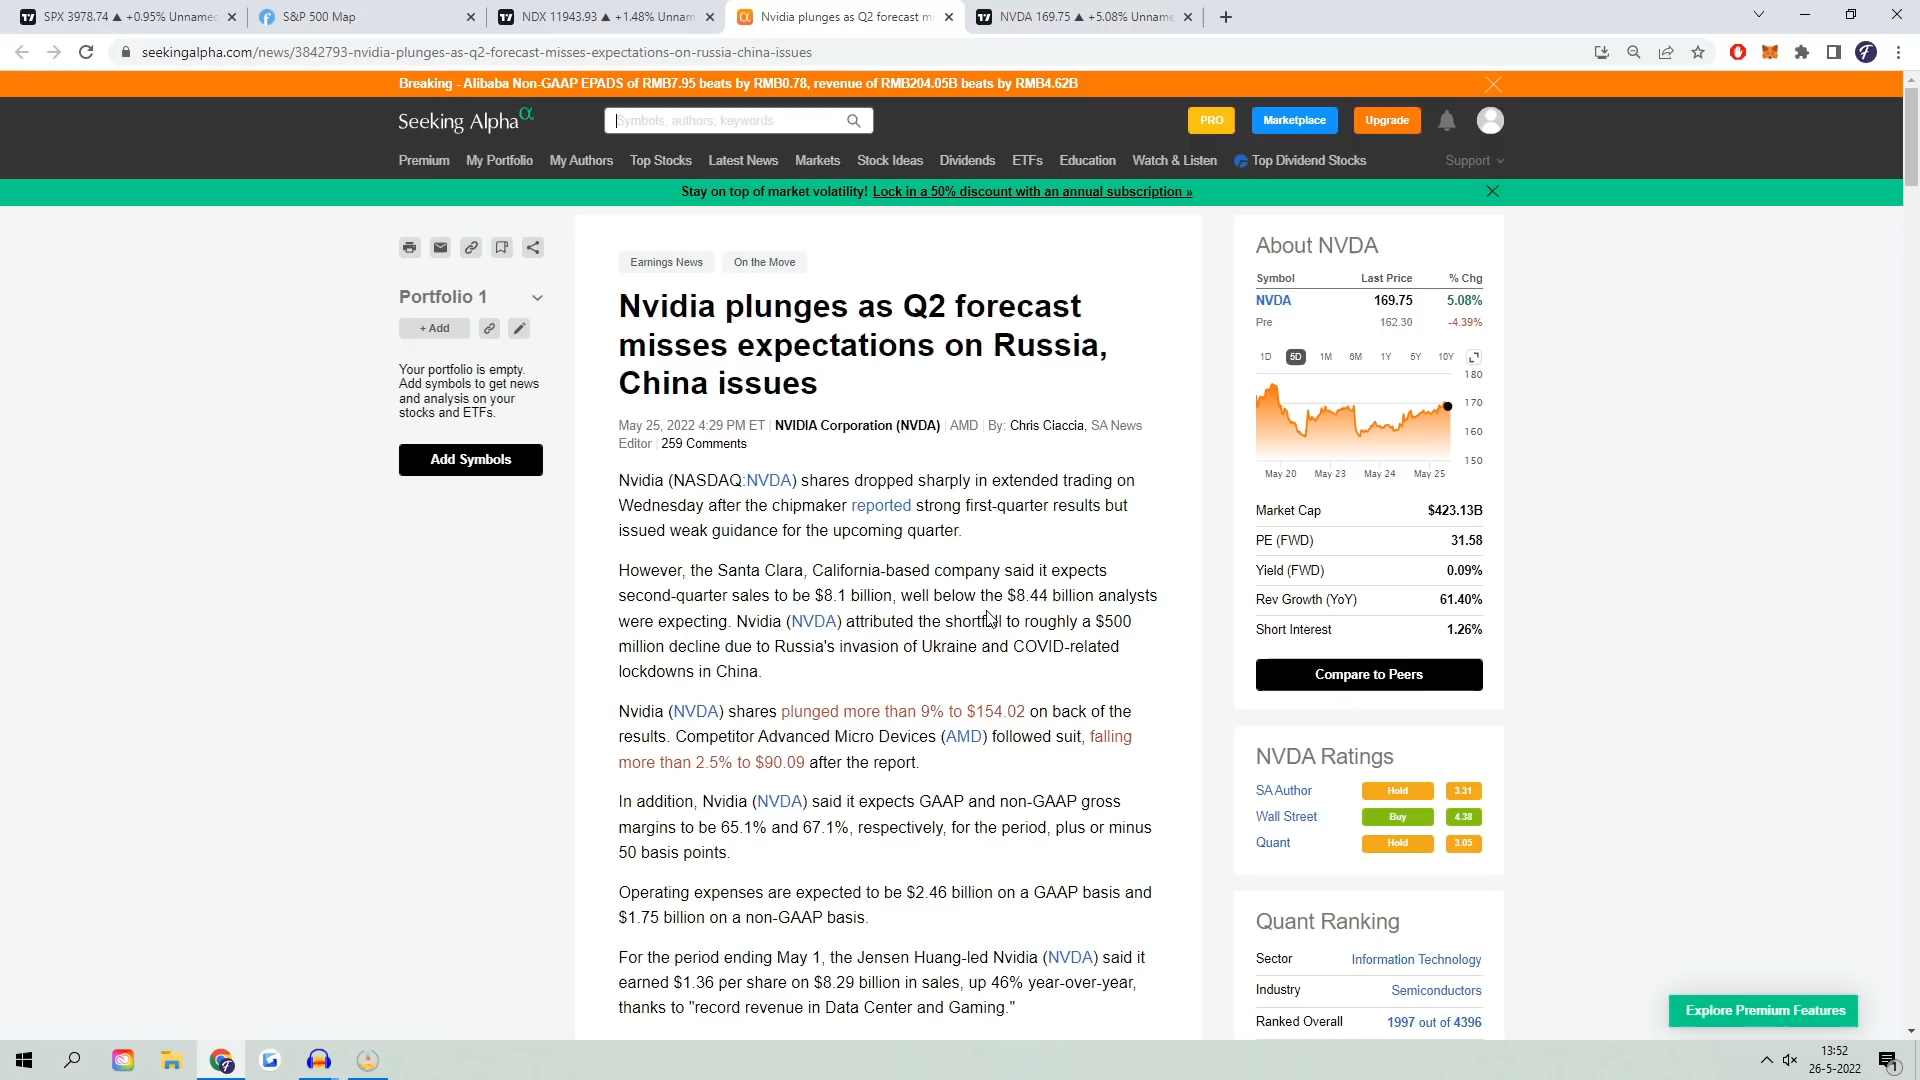 SPX 3978.74 ▲ +0.95% Unnamed
S&P 500 Map
NDX 11943.93 ▲ +1.48% Unnam
Nvidia plunges as Q2 forecast mi
NVDA 169.75 ▲ +5.08% Unname
seekingalpha.com/news/3842793-nvidia-plunges-as-q2-forecast-misses-expectations-on-russia-china-issues
Breaking - Alibaba Non-GAAP EPADS of RMB7.95 beats by RMB0.78, revenue of RMB204.05B beats by RMB4.62B
Seeking Alpha α
Symbols, authors, keywords
PRO
Marketplace
Upgrade
Premium My Portfolio My Authors Top Stocks Latest News Markets Stock Ideas Dividends ETFs Education Watch & Listen Top Dividend Stocks Support
Stay on top of market volatility! Lock in a 50% discount with an annual subscription »
Portfolio 1
+ Add
Your portfolio is empty.
Add symbols to get news
and analysis on your
stocks and ETFs.
Add Symbols
Earnings News On the Move
Nvidia plunges as Q2 forecast
misses expectations on Russia,
China issues
May 25, 2022 4:29 PM ET | NVIDIA Corporation (NVDA) | AMD | By: Chris Ciaccia, SA News
Editor 259 Comments
Nvidia (NASDAQ:NVDA) shares dropped sharply in extended trading on
Wednesday after the chipmaker reported strong first-quarter results but
issued weak guidance for the upcoming quarter.
However, the Santa Clara, California-based company said it expects
second-quarter sales to be $8.1 billion, well below the $8.44 billion analysts
were expecting. Nvidia (NVDA) attributed the shortfall to roughly a $500
million decline due to Russia's invasion of Ukraine and COVID-related
lockdowns in China.
Nvidia (NVDA) shares plunged more than 9% to $154.02 on back of the
results. Competitor Advanced Micro Devices (AMD) followed suit, falling
more than 2.5% to $90.09 after the report.
In addition, Nvidia (NVDA) said it expects GAAP and non-GAAP gross
margins to be 65.1% and 67.1%, respectively, for the period, plus or minus
50 basis points.
Operating expenses are expected to be $2.46 billion on a GAAP basis and
$1.75 billion on a non-GAAP basis.
For the period ending May 1, the Jensen Huang-led Nvidia (NVDA) said it
earned $1.36 per share on $8.29 billion in sales, up 46% year-over-year,
thanks to "record revenue in Data Center and Gaming."
About NVDA
Symbol Last Price % Chg
NVDA 169.75 5.08%
Pre 162.30 -4.39%
1D 5D 1M 6M 1Y 5Y 10Y
180
170
160
150
May 20 May 23 May 24 May 25
Market Cap $423.13B
PE (FWD) 31.58
Yield (FWD) 0.09%
Rev Growth (YoY) 61.40%
Short Interest 1.26%
Compare to Peers
NVDA Ratings
SA Author Hold 3.31
Wall Street Buy 4.38
Quant Hold 3.05
Quant Ranking
Sector Information Technology
Industry Semiconductors
Ranked Overall 1997 out of 4396
Explore Premium Features
13:52
26-5-2022
1